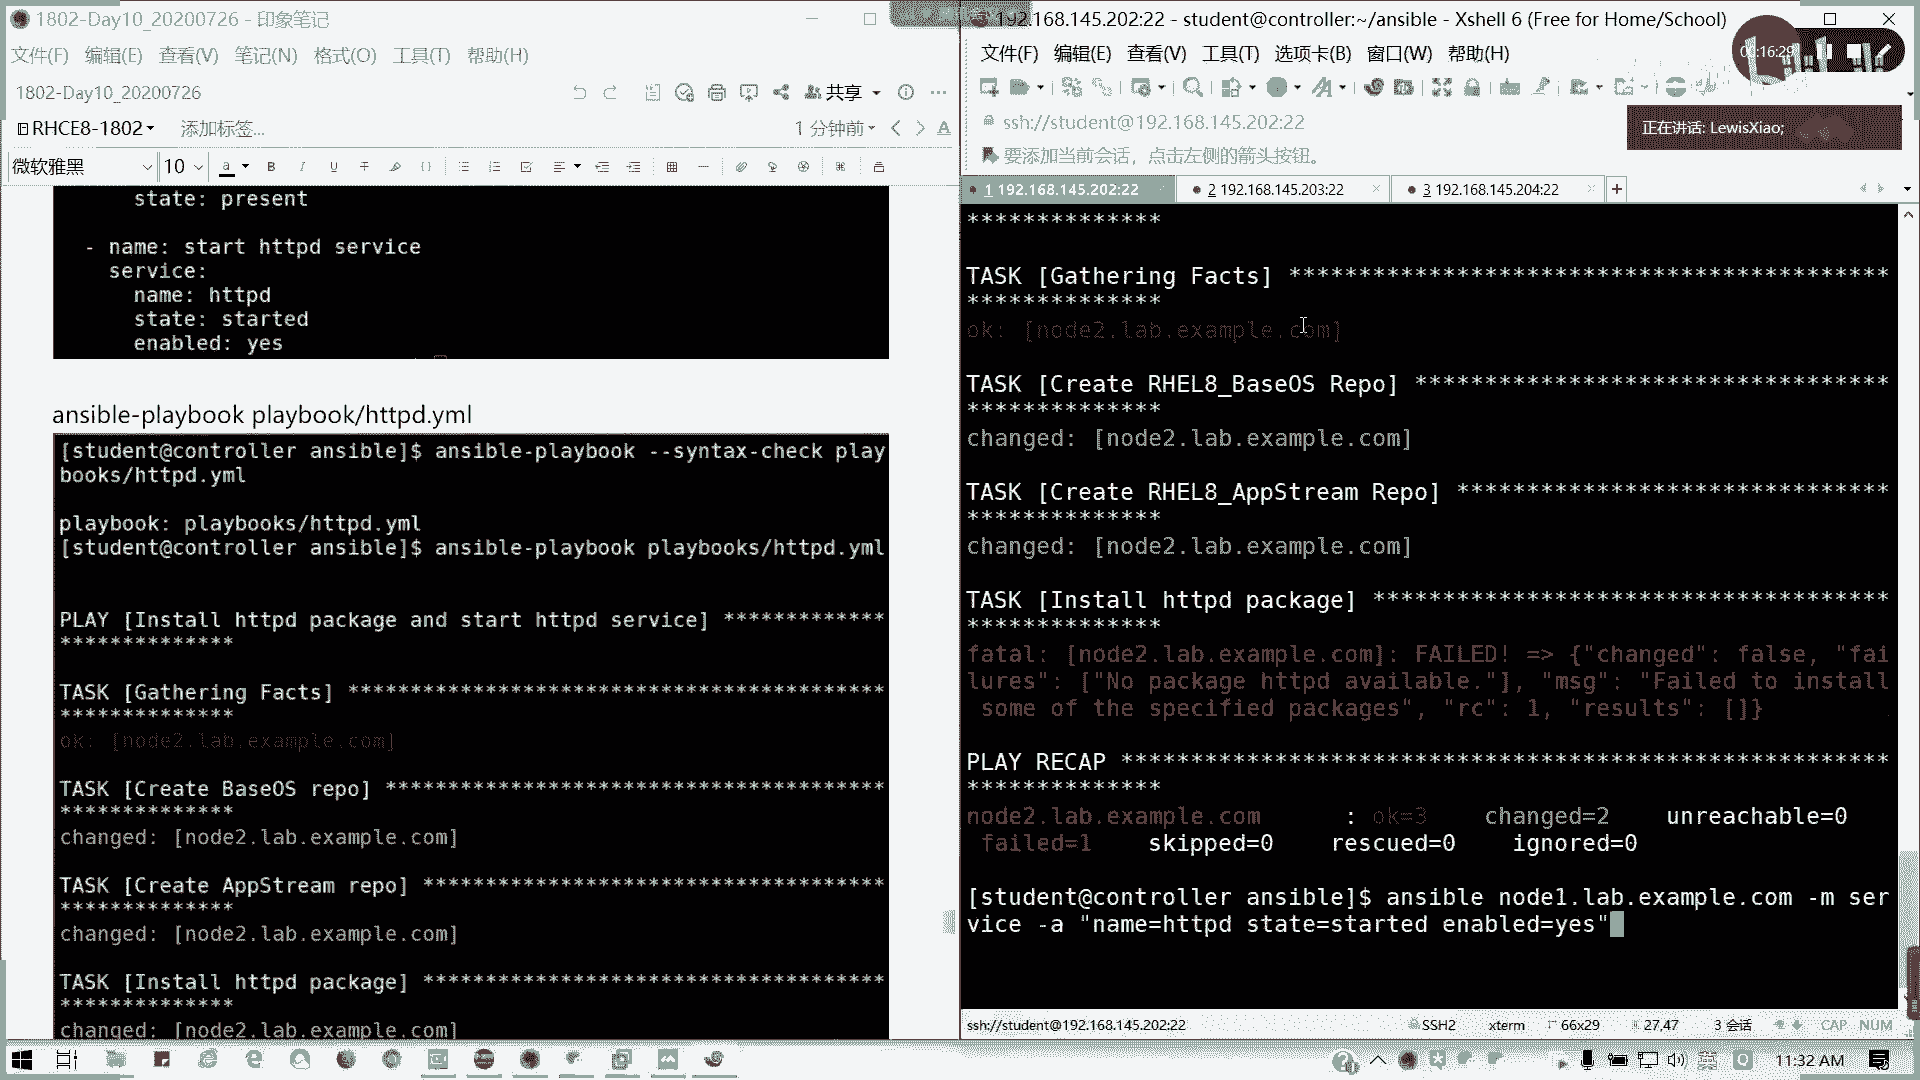 1802-Day10_20200726 - 印象笔记
文件(F) 编辑(E) 查看(V) 笔记(N) 格式(O) 工具(T) 帮助(H)
1802-Day10_20200726
共享
RHCE8-1802
添加标签...
1 分钟前
微软雅黑
10
state: present
- name: start httpd service
service:
name: httpd
state: started
enabled: yes
ansible-playbook playbook/httpd.yml
[student@controller ansible]$ ansible-playbook --syntax-check play
books/httpd.yml
playbook: playbooks/httpd.yml
[student@controller ansible]$ ansible-playbook playbooks/httpd.yml
PLAY [Install httpd package and start httpd service] *************
**************
TASK [Gathering Facts] ***************************************
**************
ok: [node2.lab.example.com]
TASK [Create BaseOS repo] ************************************
**************
changed: [node2.lab.example.com]
TASK [Create AppStream repo] *********************************
**************
changed: [node2.lab.example.com]
TASK [Install httpd package] *********************************
**************
changed: [node2.lab.example.com]
192.168.145.202:22 - student@controller:~/ansible - Xshell 6 (Free for Home/School)
文件(F) 编辑(E) 查看(V) 工具(T) 选项卡(B) 窗口(W) 帮助(H)
00:16:29
ssh://student@192.168.145.202:22
正在讲话: LewisXiao;
要添加当前会话，点击左侧的箭头按钮。
1 192.168.145.202:22
2 192.168.145.203:22
3 192.168.145.204:22
**************
TASK [Gathering Facts] *******************************************
**************
ok: [node2.lab.example.com]
TASK [Create RHEL8_BaseOS Repo] **********************************
**************
changed: [node2.lab.example.com]
TASK [Create RHEL8_AppStream Repo] *******************************
**************
changed: [node2.lab.example.com]
TASK [Install httpd package] *************************************
**************
fatal: [node2.lab.example.com]: FAILED! => {"changed": false, "fai
lures": ["No package httpd available."], "msg": "Failed to install
some of the specified packages", "rc": 1, "results": []}
PLAY RECAP *******************************************************
**************
node2.lab.example.com : ok=3 changed=2 unreachable=0
failed=1 skipped=0 rescued=0 ignored=0
[student@controller ansible]$ ansible node1.lab.example.com -m ser
vice -a "name=httpd state=started enabled=yes"
ssh://student@192.168.145.202:22
SSH2
xterm
66x29
27,47
3 会话
CAP NUM
11:32 AM